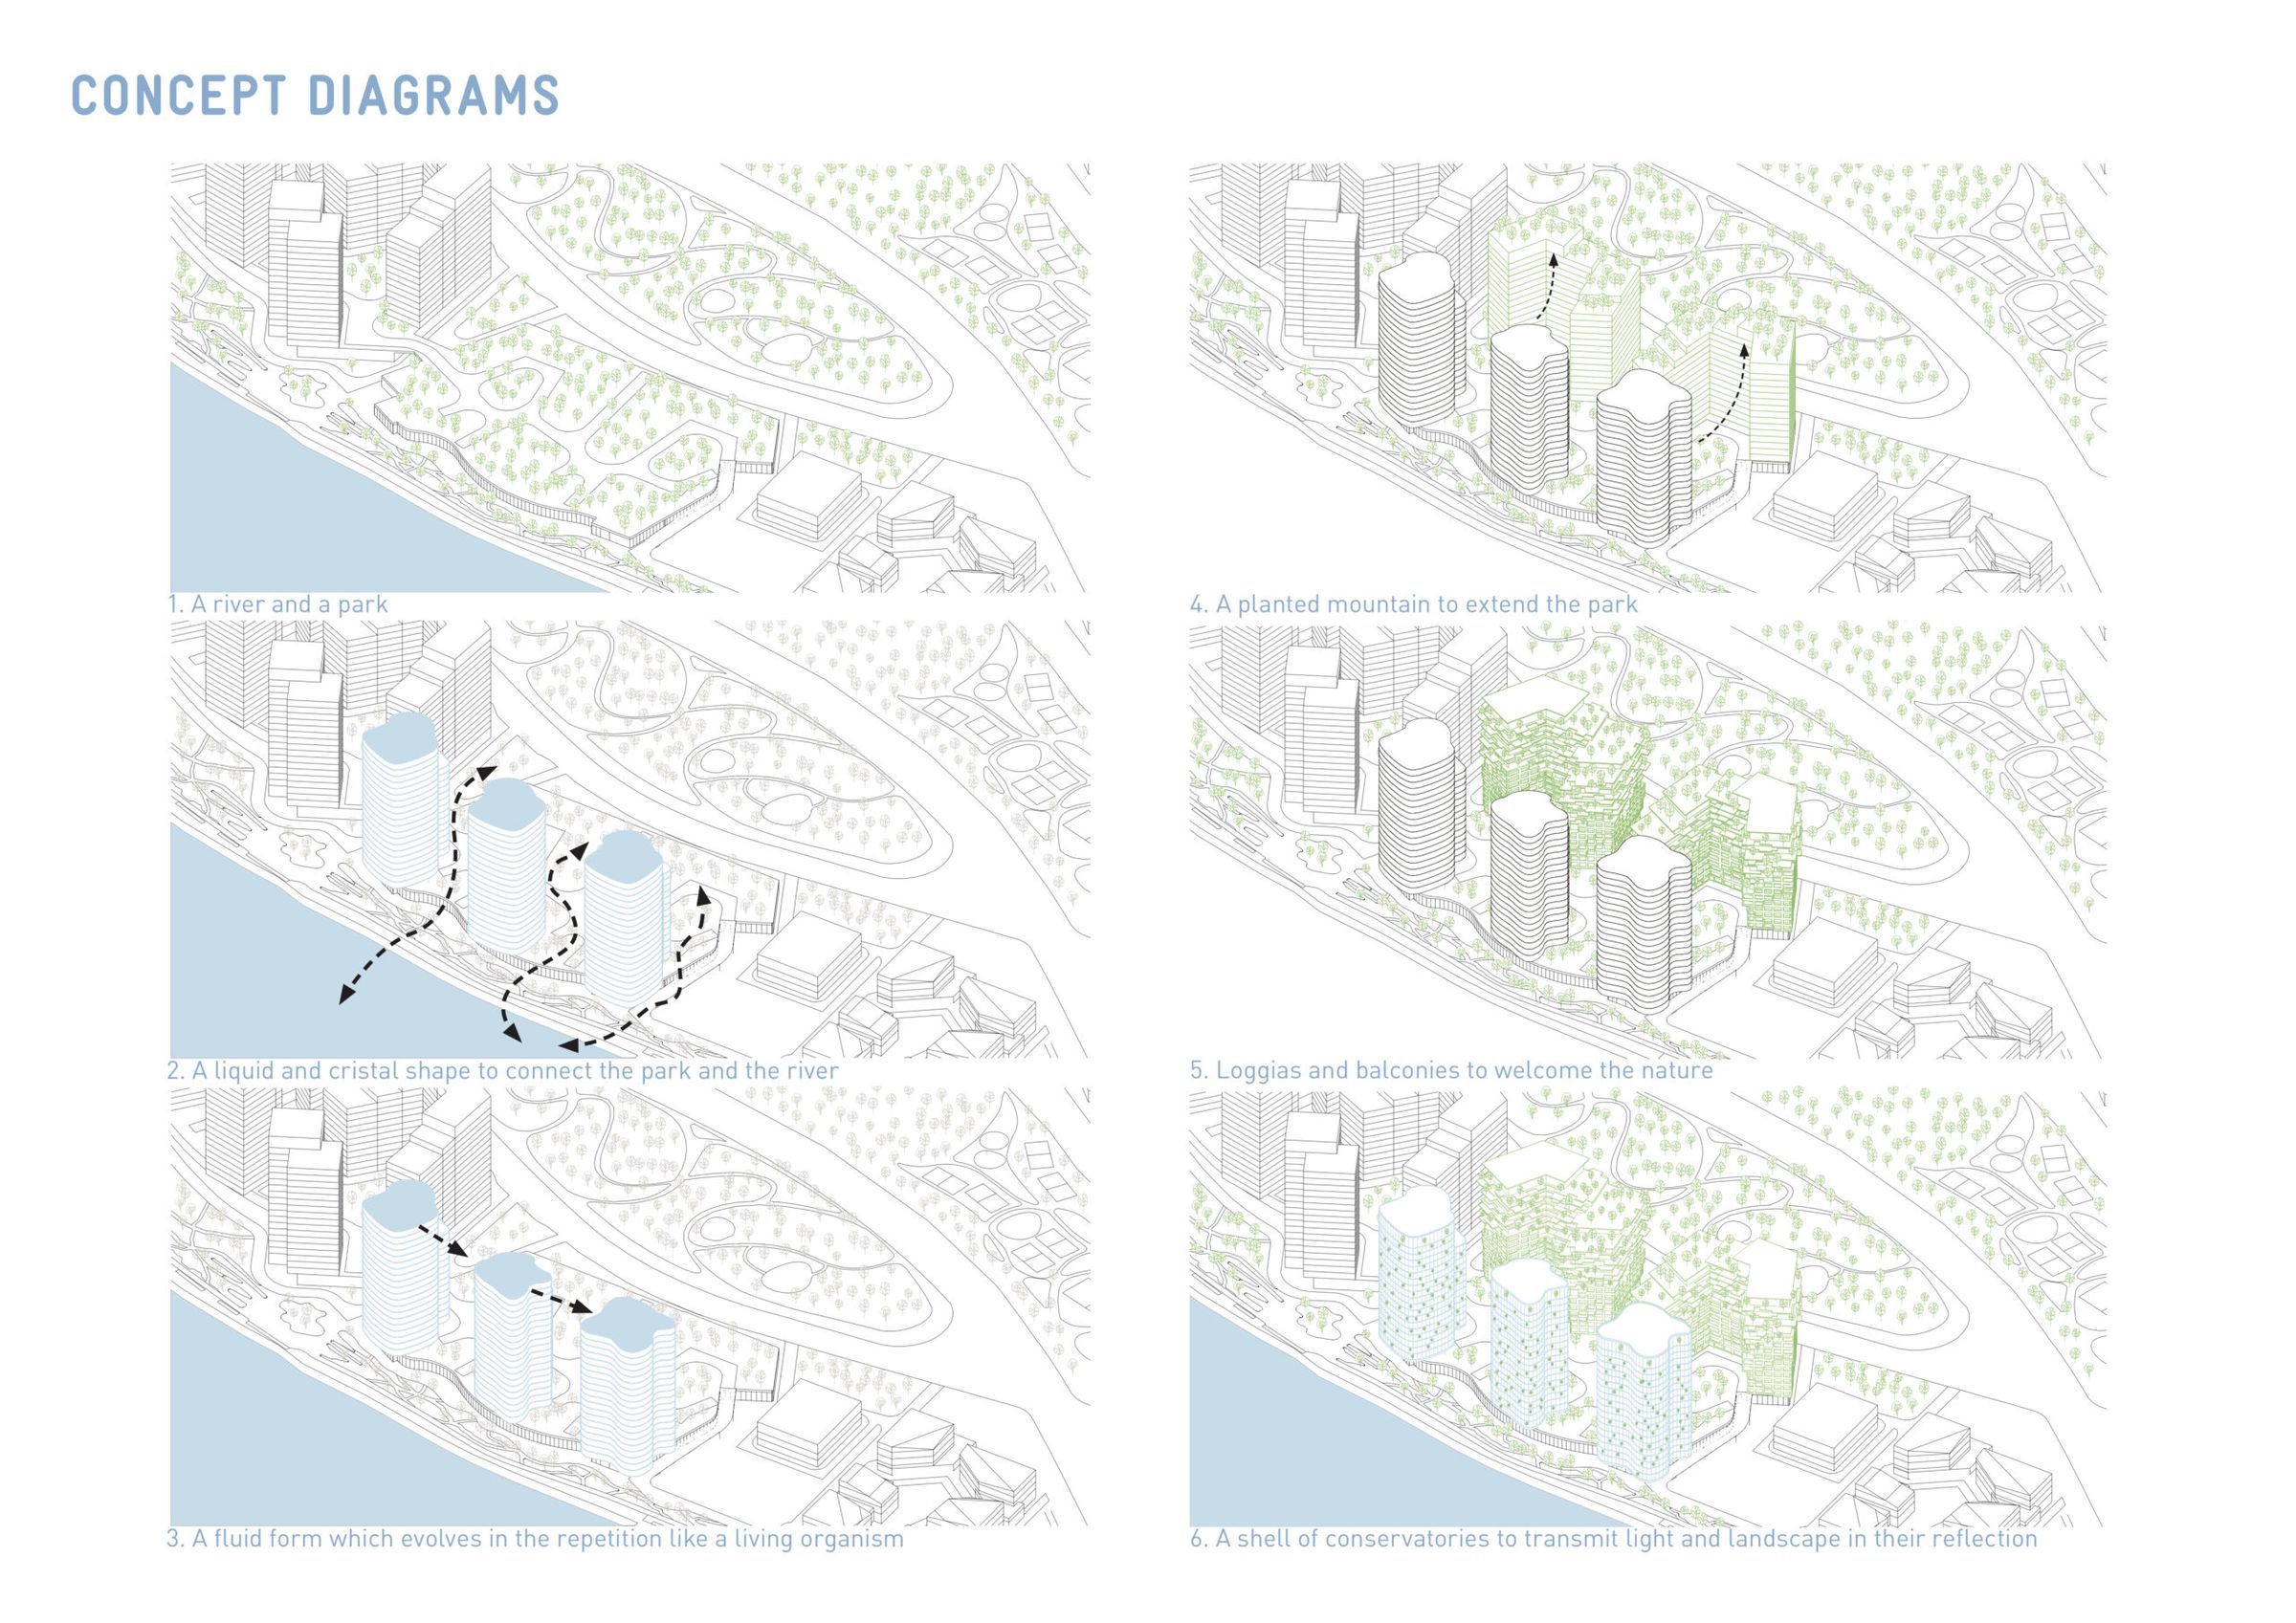 CONCEPT DIAGRAMS
1. A river and a park
2. A liquid and cristal shape to connect the park and the river
3. A fluid form which evolves in the repetition like a living organism
4. A planted mountain to extend the park
5. Loggias and balconies to welcome the nature
6. A shell of conservatories to transmit light and landscape in their reflection